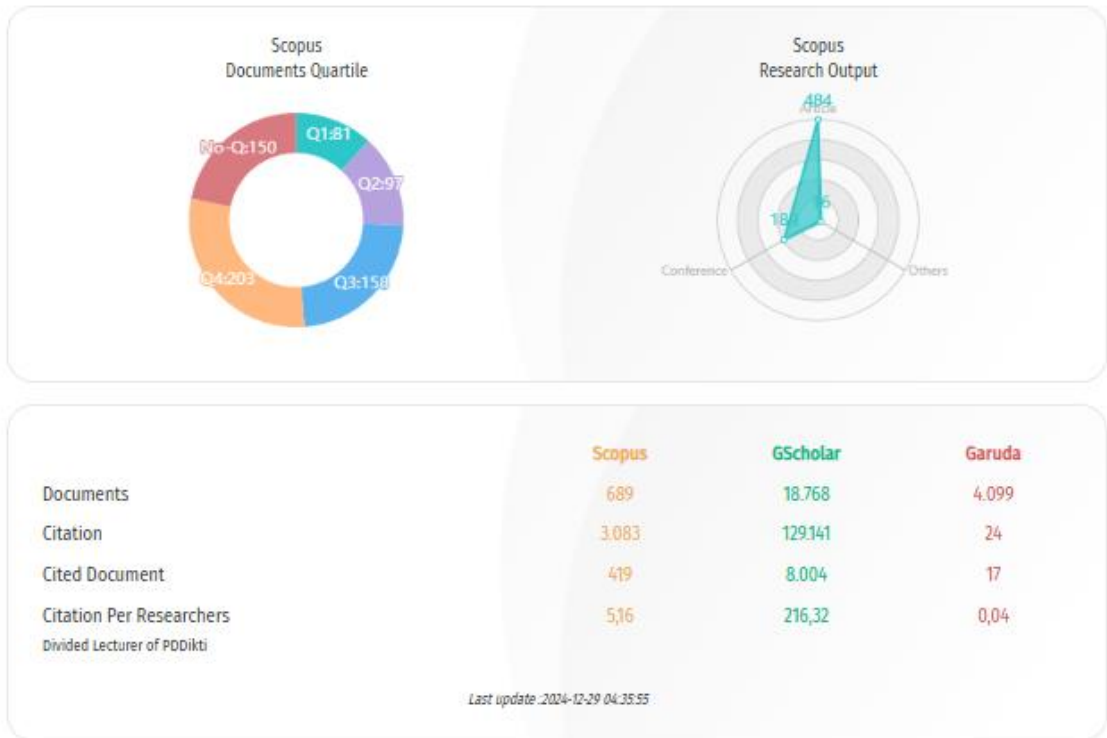 Scopus
Documents Quartile
Q1:81
Q2:97
Q3:158
Q4:203
No-Q:150
Scopus
Research Output
484
Article
16
Conference
Others
Scopus GScholar Garuda
Documents 689 18.768 4.099
Citation 3.083 129.141 24
Cited Document 419 8.004 17
Citation Per Researchers 5,16 216,32 0,04
Divided Lecturer of PDDikti
Last update :2024-12-29 04:35:55